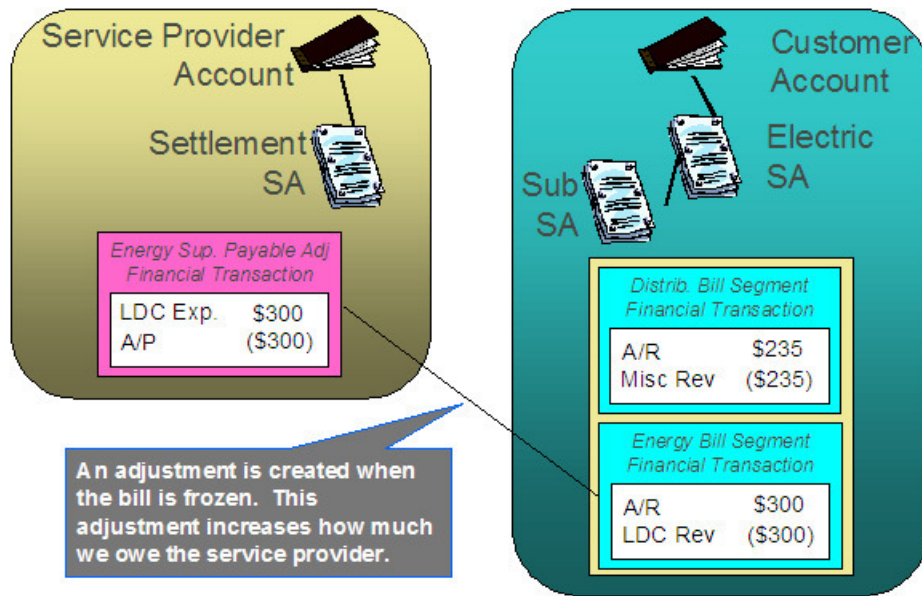 Service Provider
Account
Settlement
SA
Energy Sup. Payable Adj
Financial Transaction
LDC Exp. $300
A/P ($300)
An adjustment is created when
the bill is frozen. This
adjustment increases how much
we owe the service provider.
Customer
Account
Electric
SA
Sub
SA
Distrib. Bill Segment
Financial Transaction
A/R $235
Misc Rev ($235)
Energy Bill Segment
Financial Transaction
A/R $300
LDC Rev ($300)